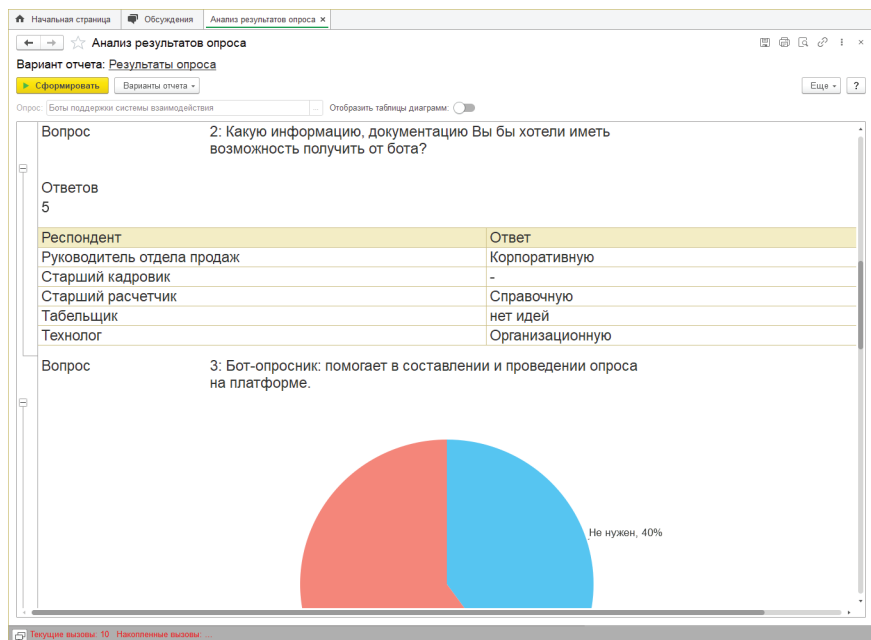 Начальная страница Обсуждения Анализ результатов опроса ×
Анализ результатов опроса
Вариант отчета: Результаты опроса
Сформировать Варианты отчета Еще ?
Опрос: Боты поддержки системы взаимодействия ... Отобразить таблицы диаграмм:
Вопрос 2: Какую информацию, документацию Вы бы хотели иметь
возможность получить от бота?
Ответов
5
Респондент Ответ
Руководитель отдела продаж Корпоративную
Старший кадровик -
Старший расчетчик Справочную
Табельщик нет идей
Технолог Организационную
Вопрос 3: Бот-опросник: помогает в составлении и проведении опроса
на платформе.
Не нужен, 40%
Текущие вызовы: 10 Накопленные вызовы: ...